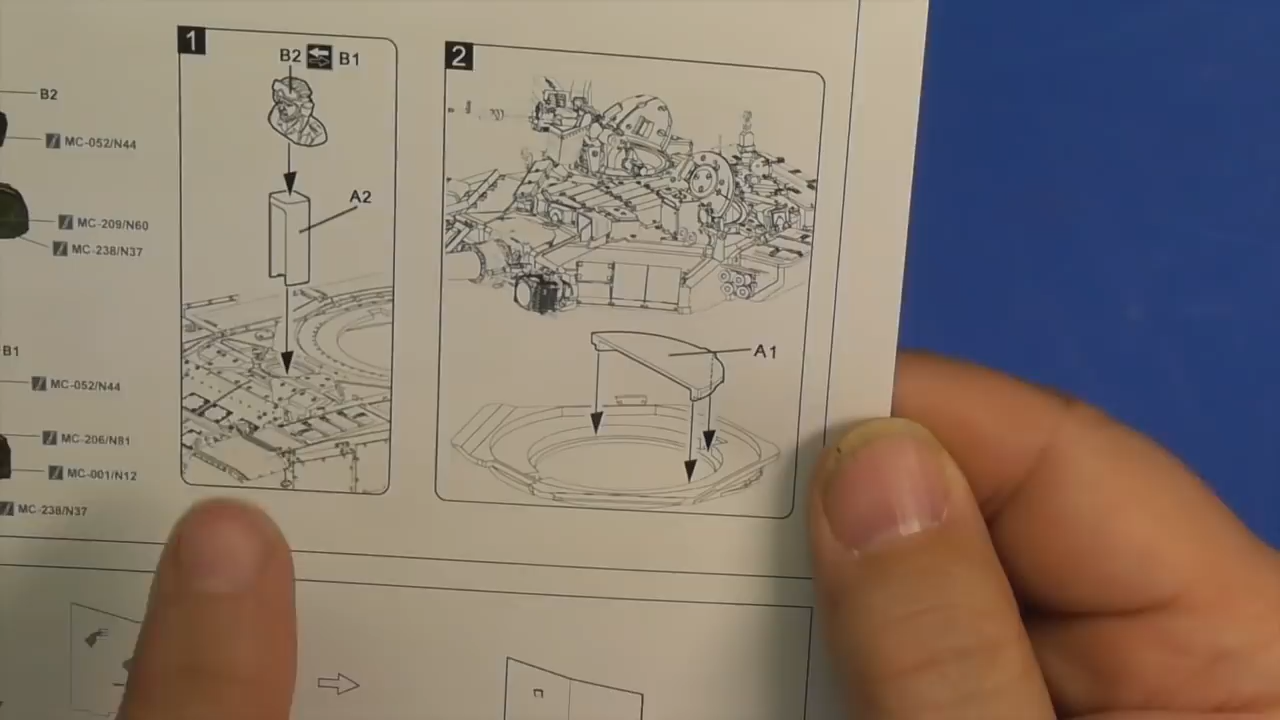 1
B2 B1
A2
2
A1
B2
MC-052/N44
MC-209/N60
MC-238/N37
B1
MC-052/N44
MC-206/N81
MC-001/N12
MC-238/N37